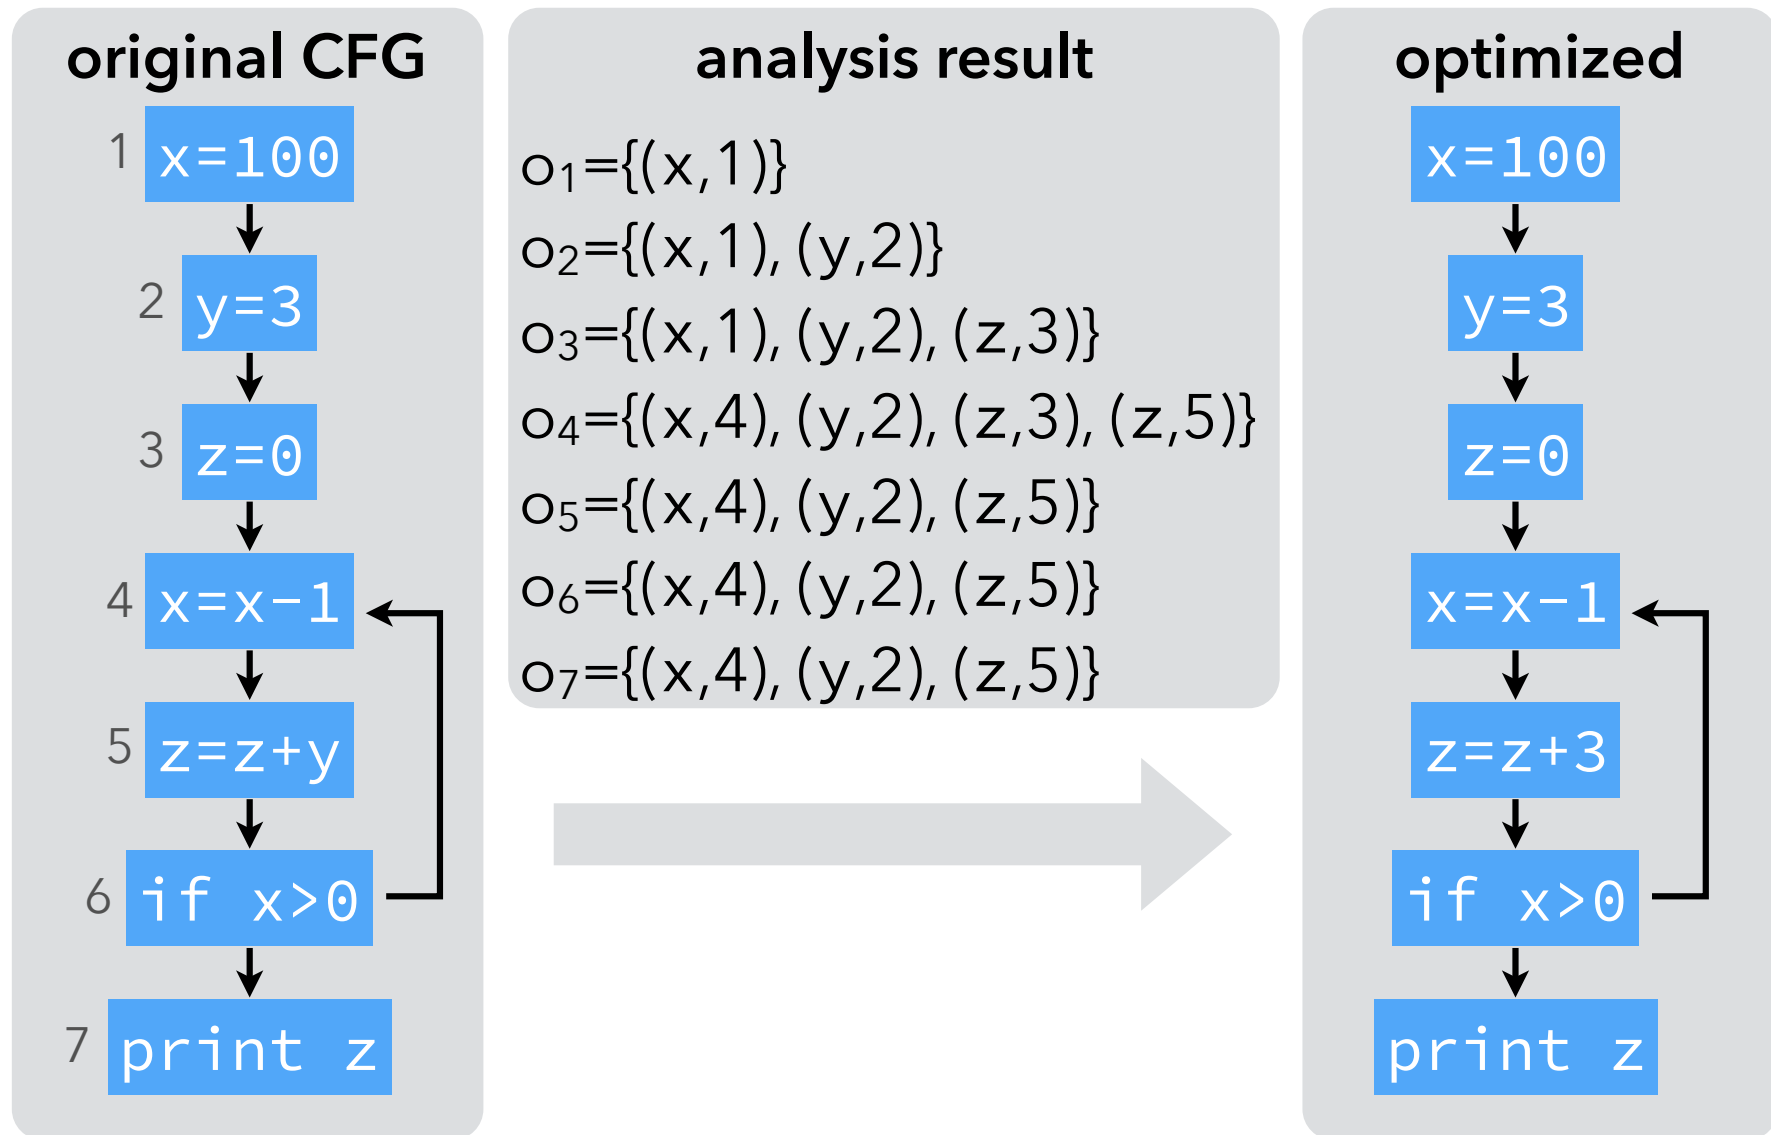 original CFG
1 x=100
2 y=3
3 z=0
4 x=x-1
5 z=z+y
6 if x>0
7 print z
analysis result
o₁={(x,1)}
o₂={(x,1), (y,2)}
o₃={(x,1), (y,2), (z,3)}
o₄={(x,4), (y,2), (z,3), (z,5)}
o₅={(x,4), (y,2), (z,5)}
o₆={(x,4), (y,2), (z,5)}
o₇={(x,4), (y,2), (z,5)}
optimized
x=100
y=3
z=0
x=x-1
z=z+3
if x>0
print z